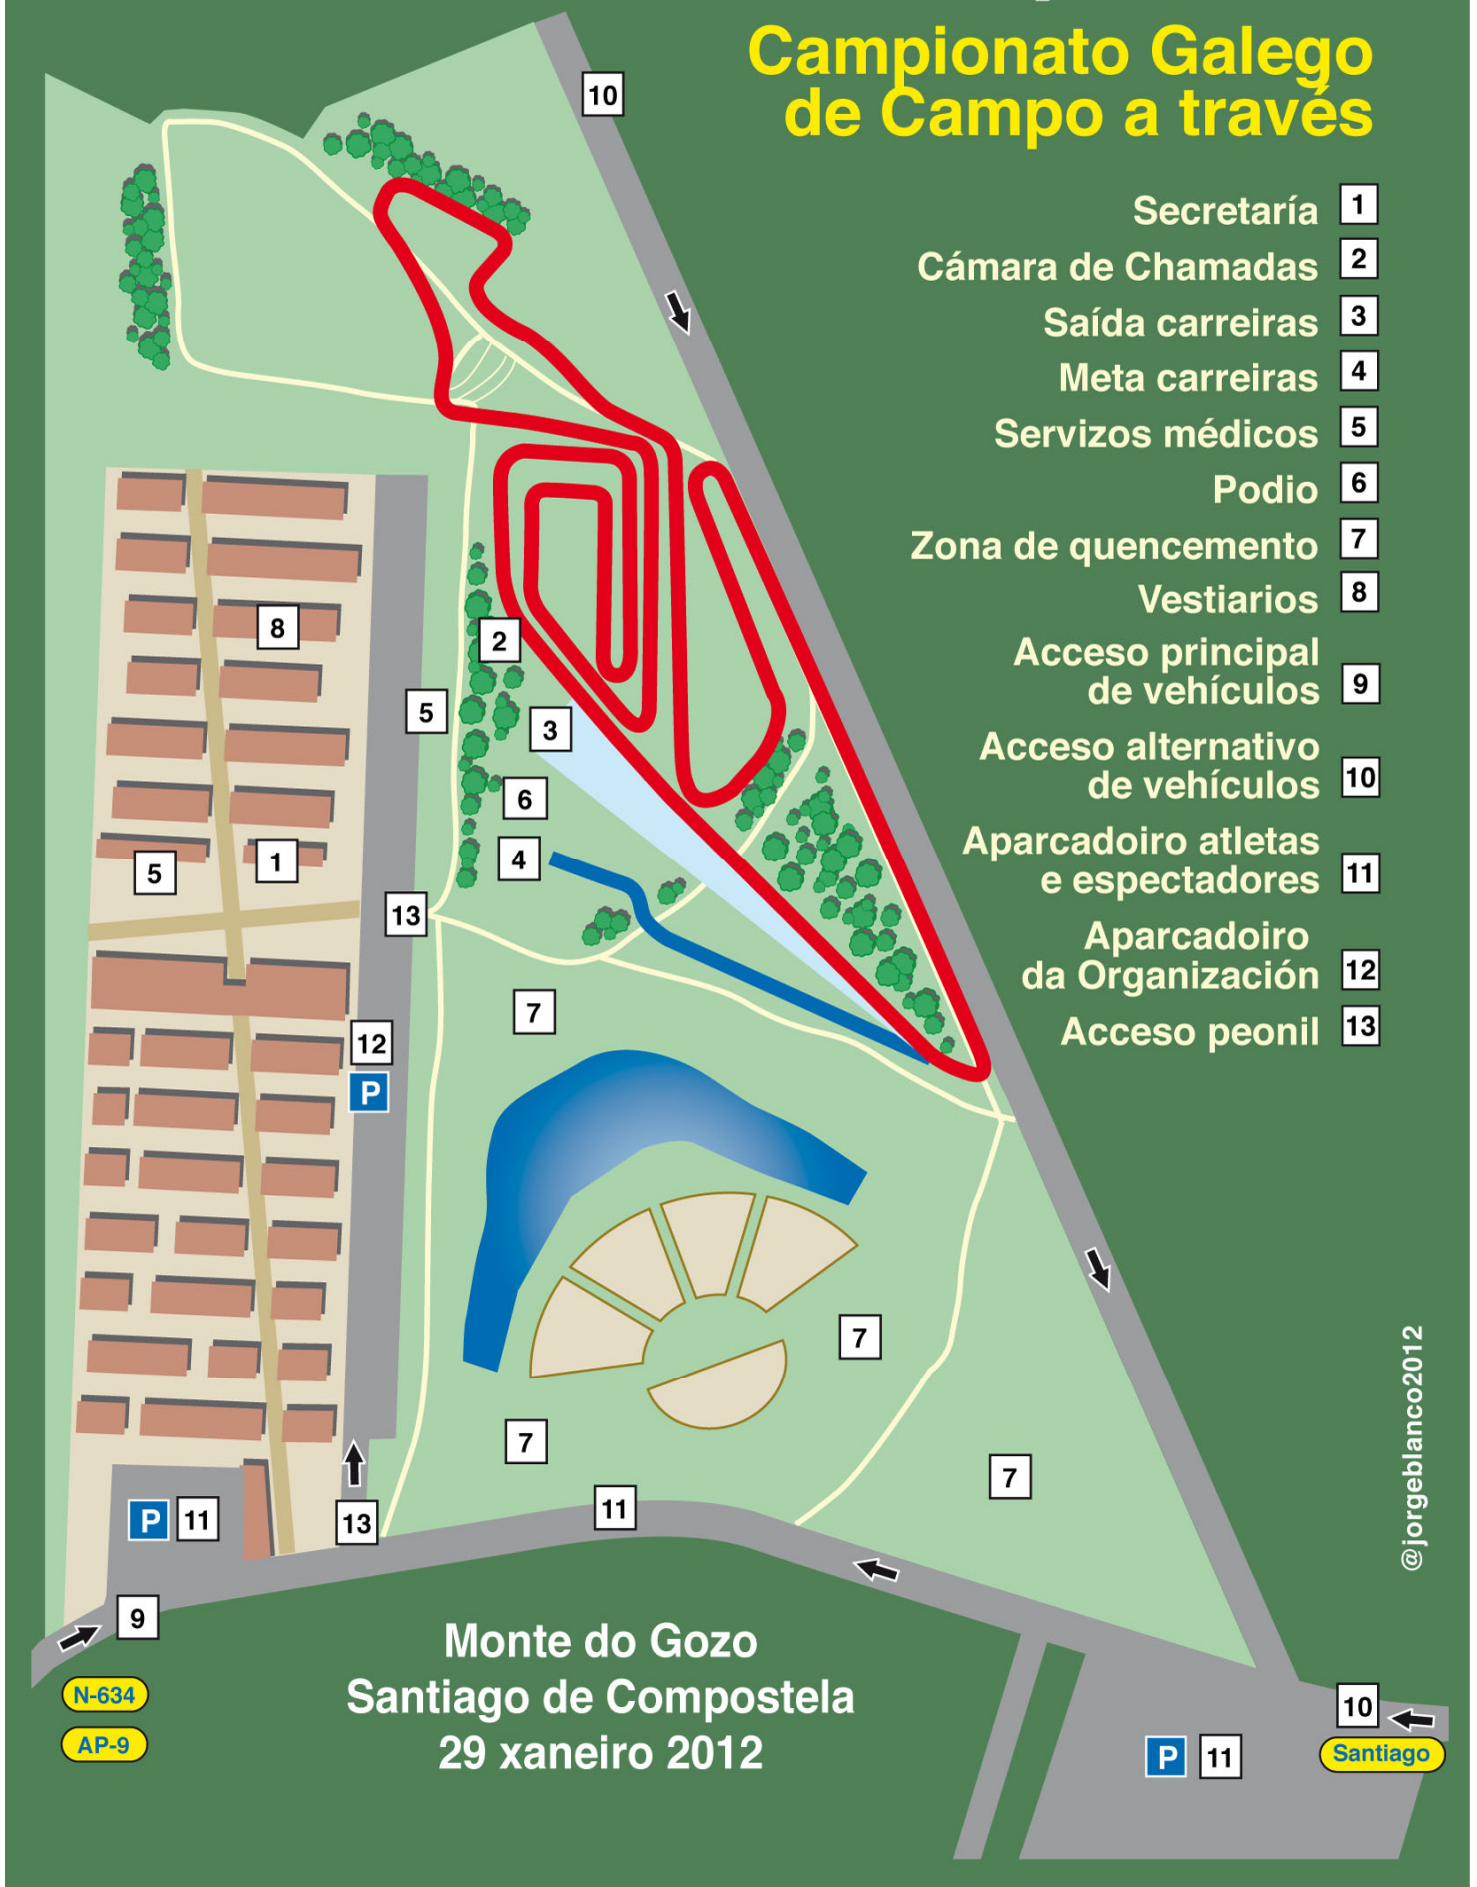 Campionato Galego
de Campo a través
Secretaría 1
Cámara de Chamadas 2
Saída carreiras 3
Meta carreiras 4
Servizos médicos 5
Podio 6
Zona de quencemento 7
Vestiarios 8
Acceso principal
de vehículos 9
Acceso alternativo
de vehículos 10
Aparcadoiro atletas
e espectadores 11
Aparcadoiro
da Organización 12
Acceso peonil 13
10
8
2
5
3
6
4
5
1
13
7
12
P
7
7
7
P 11
13
11
9
N-634
AP-9
Monte do Gozo
Santiago de Compostela
29 xaneiro 2012
10
Santiago
P 11
@jorgeblanco2012